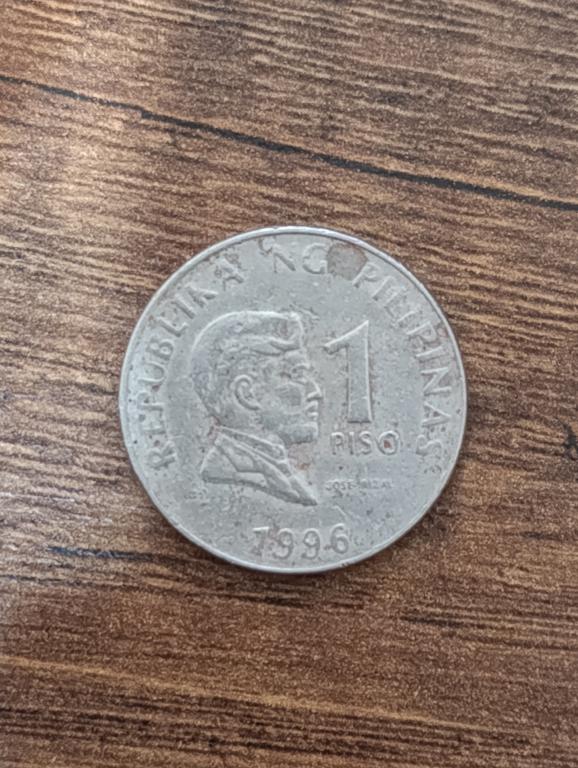 REPUBLIKA NG PILIPINAS
1
PISO
JOSE RIZAL
1996